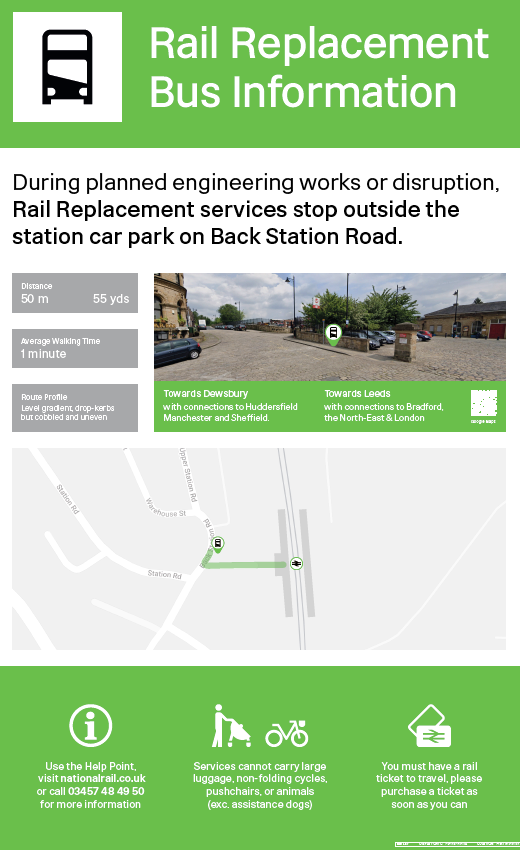 Rail Replacement
Bus Information
During planned engineering works or disruption,
Rail Replacement services stop outside the
station car park on Back Station Road.
Distance
50 m 55 yds
Average Walking Time
1 minute
Route Profile
Level gradient, drop-kerbs
but cobbled and uneven
Towards Dewsbury
with connections to Huddersfield
Manchester and Sheffield.
Towards Leeds
with connections to Bradford,
the North-East & London
Google Maps
Upper Station Rd
Station Rd
Warehouse St
Station Rd
Use the Help Point,
visit nationalrail.co.uk
or call 03457 48 49 50
for more information
Services cannot carry large
luggage, non-folding cycles,
pushchairs, or animals
(exc. assistance dogs)
You must have a rail
ticket to travel, please
purchase a ticket as
soon as you can